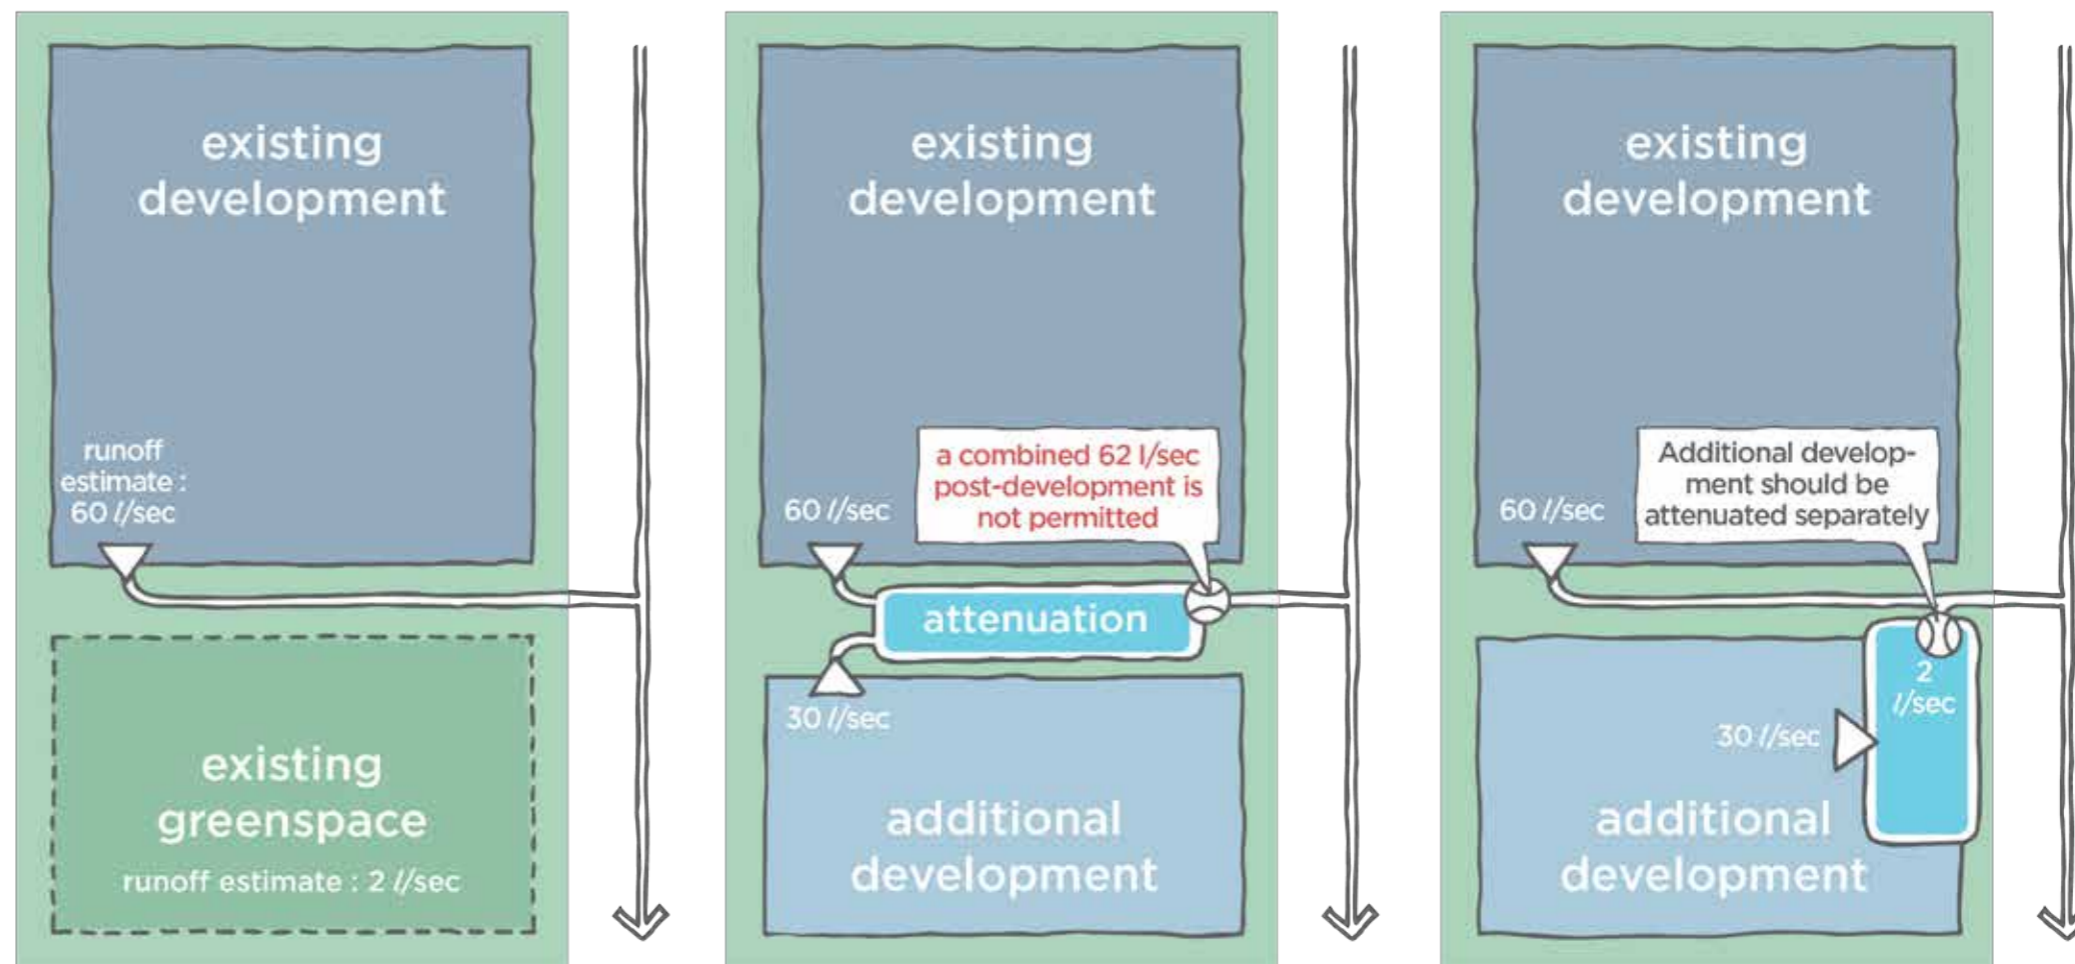 existing
development
runoff
estimate :
60 l/sec
existing
greenspace
runoff estimate : 2 l/sec
existing
development
a combined 62 l/sec
post-development is
not permitted
60 l/sec
attenuation
30 l/sec
additional
development
existing
development
Additional develop-
ment should be
attenuated separately
60 l/sec
2
l/sec
30 l/sec
additional
development